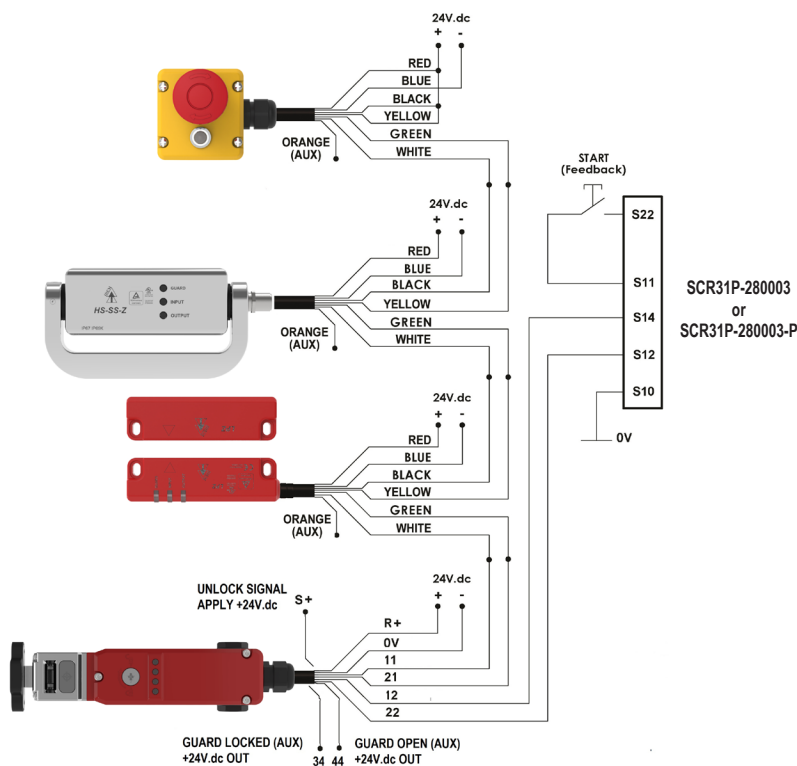 24V.dc
+ -
RED
BLUE
BLACK
YELLOW
GREEN
WHITE
ORANGE
(AUX)
24V.dc
+ -
RED
BLUE
BLACK
YELLOW
GREEN
WHITE
ORANGE
(AUX)
HS-SS-Z
GUARD
INPUT
OUTPUT
24V.dc
+ -
RED
BLUE
BLACK
YELLOW
GREEN
WHITE
ORANGE
(AUX)
UNLOCK SIGNAL
APPLY +24V.dc
S+
24V.dc
+ -
R+
0V
11
21
12
22
GUARD LOCKED (AUX)
+24V.dc OUT
34
44
GUARD OPEN (AUX)
+24V.dc OUT
START
(Feedback)
S22
S11
S14
S12
S10
0V
SCR31P-280003
or
SCR31P-280003-P